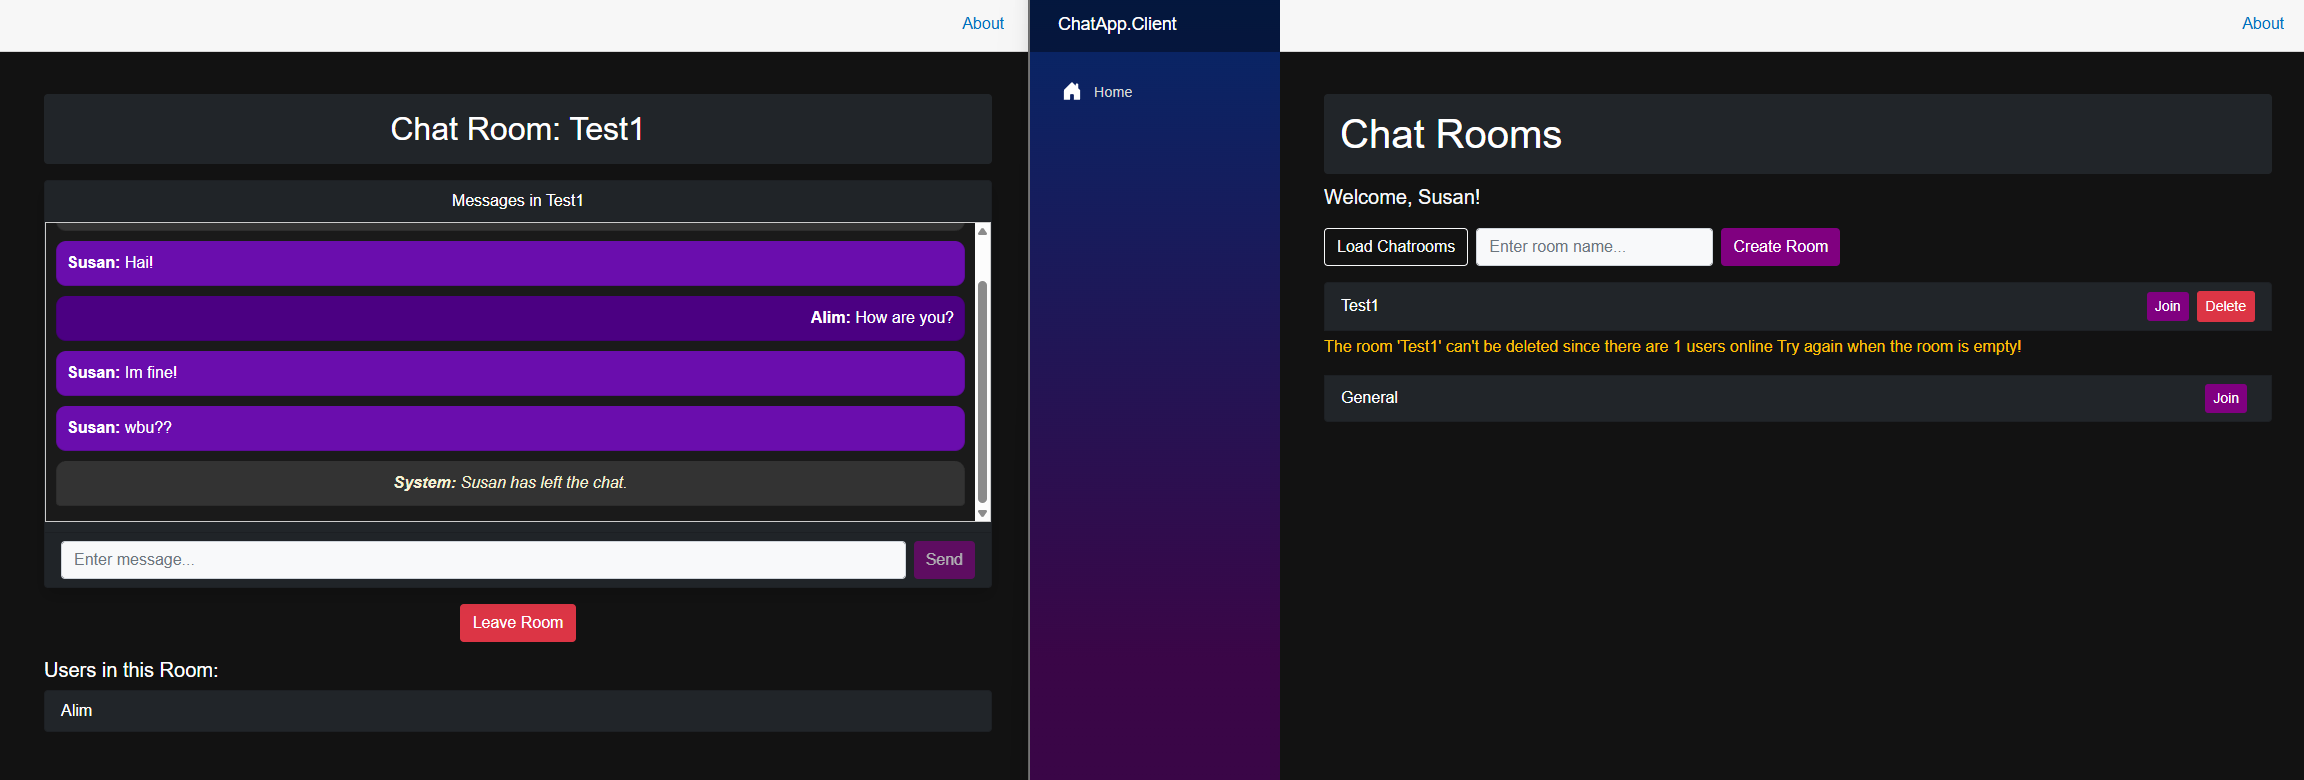 About
Chat Room: Test1
Messages in Test1
Susan: Hai!
Alim: How are you?
Susan: Im fine!
Susan: wbu??
System: Susan has left the chat.
Enter message...
Send
Leave Room
Users in this Room:
Alim
ChatApp.Client
Home
About
Chat Rooms
Welcome, Susan!
Load Chatrooms
Enter room name...
Create Room
Test1
Join
Delete
The room 'Test1' can't be deleted since there are 1 users online Try again when the room is empty!
General
Join